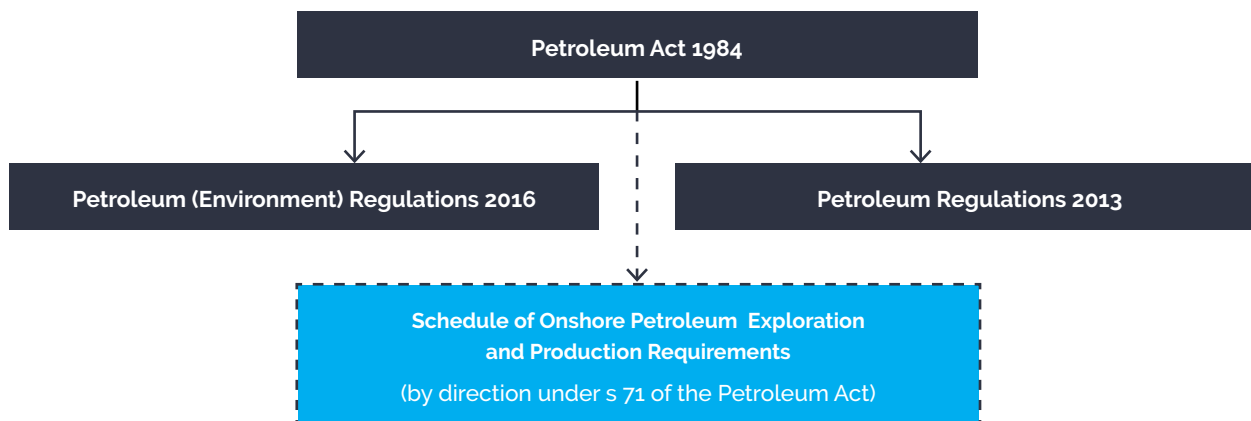 Petroleum Act 1984
Petroleum (Environment) Regulations 2016
Petroleum Regulations 2013
Schedule of Onshore Petroleum Exploration
and Production Requirements
(by direction under s 71 of the Petroleum Act)